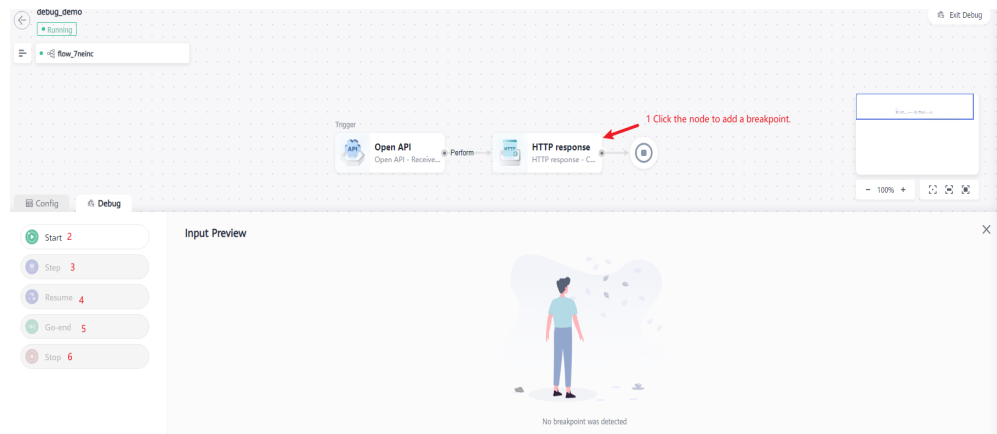 debug_demo
Running
Exit Debug
flow_7neinc
Trigger
1 Click the node to add a breakpoint.
Open API
Open API - Receive...
Perform
HTTP response
HTTP response - C...
API
HTTP
- 100% +
Config
Debug
Start 2
Step 3
Resume 4
Go-end 5
Stop 6
Input Preview
No breakpoint was detected